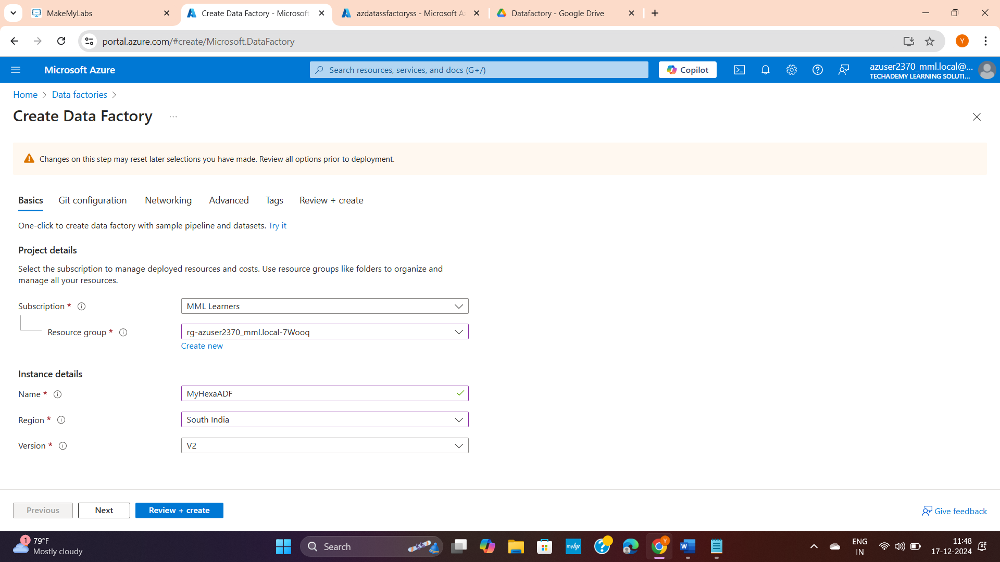 MakeMyLabs
Create Data Factory - Microsoft
azdatassfactoryss - Microsoft A
Datafactory - Google Drive
portal.azure.com/#create/Microsoft.DataFactory
Y
Microsoft Azure
Search resources, services, and docs (G+/)
Copilot
azuser2370_mml.local@...
TECHADEMY LEARNING SOLUTI...
Home > Data factories >
Create Data Factory ...
Changes on this step may reset later selections you have made. Review all options prior to deployment.
Basics Git configuration Networking Advanced Tags Review + create
One-click to create data factory with sample pipeline and datasets. Try it
Project details
Select the subscription to manage deployed resources and costs. Use resource groups like folders to organize and
manage all your resources.
Subscription * MML Learners
Resource group * rg-azuser2370_mml.local-7Wooq
Create new
Instance details
Name * MyHexaADF
Region * South India
Version * V2
Previous Next Review + create
Give feedback
1
79°F
Mostly cloudy
Search
myhp
Y
ENG
IN
11:48
17-12-2024